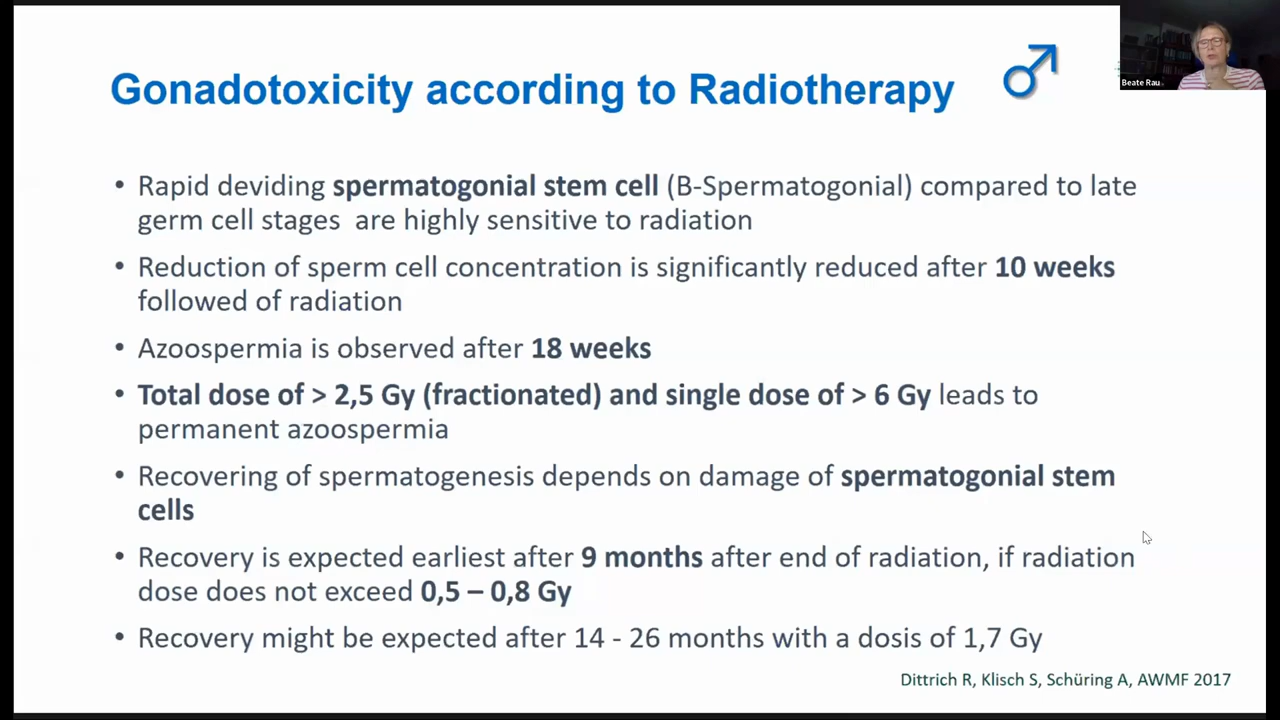 Gonadotoxicity according to Radiotherapy
Beate Rau
• Rapid deviding spermatogonial stem cell (B-Spermatogonial) compared to late
germ cell stages are highly sensitive to radiation
• Reduction of sperm cell concentration is significantly reduced after 10 weeks
followed of radiation
• Azoospermia is observed after 18 weeks
• Total dose of > 2,5 Gy (fractionated) and single dose of > 6 Gy leads to
permanent azoospermia
• Recovering of spermatogenesis depends on damage of spermatogonial stem
cells
• Recovery is expected earliest after 9 months after end of radiation, if radiation
dose does not exceed 0,5 – 0,8 Gy
• Recovery might be expected after 14 - 26 months with a dosis of 1,7 Gy
Dittrich R, Klisch S, Schüring A, AWMF 2017